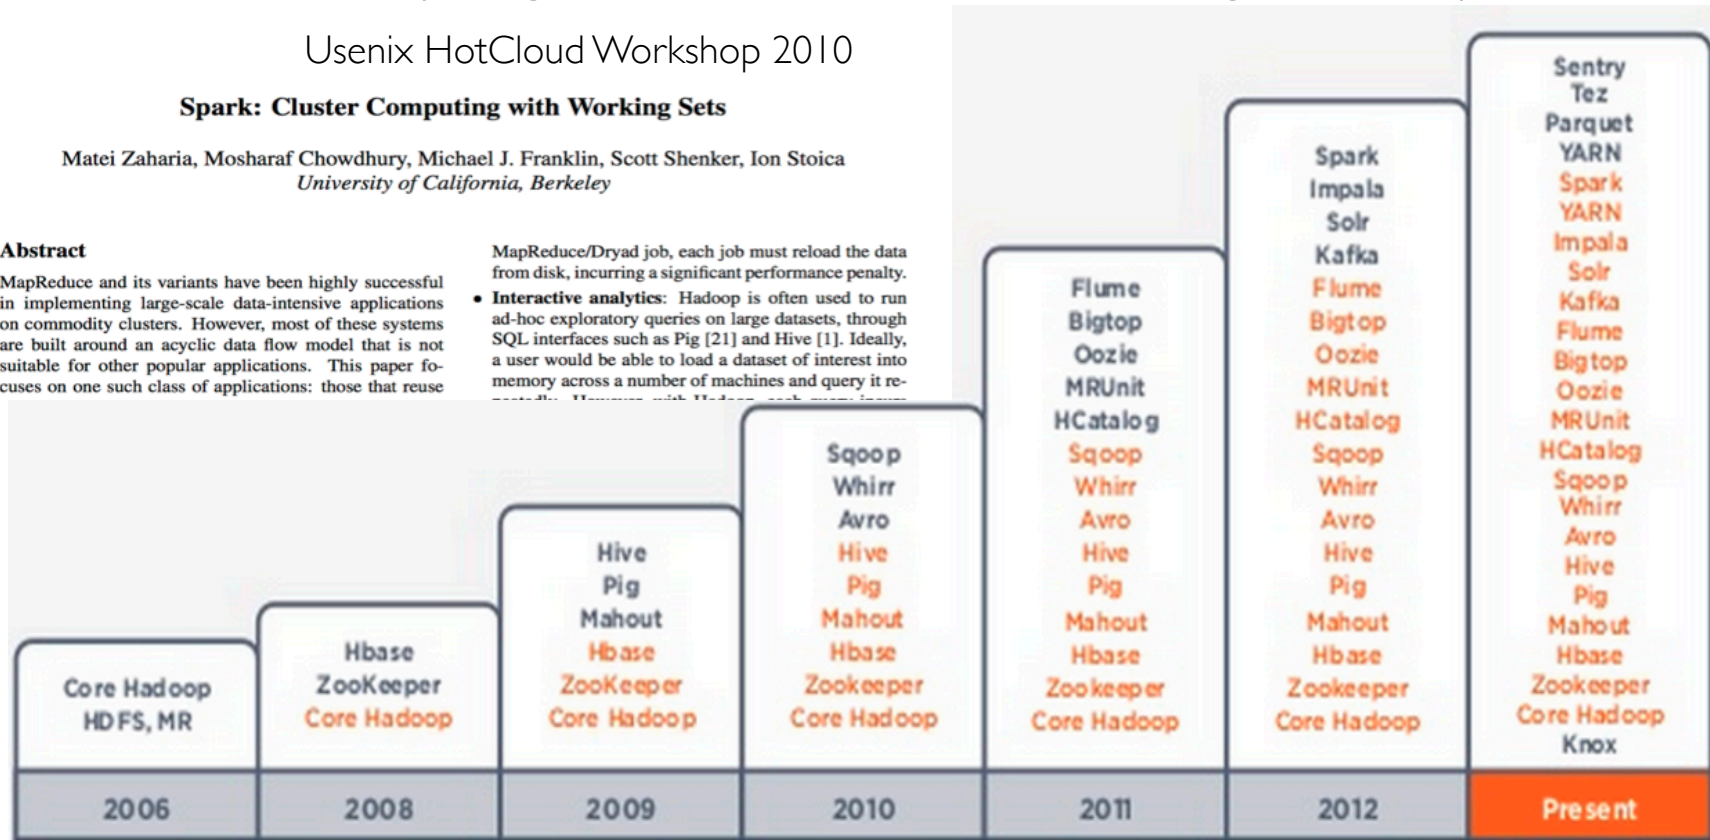 Usenix HotCloud Workshop 2010
Spark: Cluster Computing with Working Sets
Matei Zaharia, Mosharaf Chowdhury, Michael J. Franklin, Scott Shenker, Ion Stoica
University of California, Berkeley
Abstract
MapReduce and its variants have been highly successful
in implementing large-scale data-intensive applications
on commodity clusters. However, most of these systems
are built around an acyclic data flow model that is not
suitable for other popular applications. This paper fo-
cuses on one such class of applications: those that reuse
MapReduce/Dryad job, each job must reload the data
from disk, incurring a significant performance penalty.
• Interactive analytics: Hadoop is often used to run
ad-hoc exploratory queries on large datasets, through
SQL interfaces such as Pig [21] and Hive [1]. Ideally,
a user would be able to load a dataset of interest into
memory across a number of machines and query it re-
Core Hadoop
HDFS, MR
2006
Hbase
ZooKeeper
Core Hadoop
2008
Hive
Pig
Mahout
Hbase
ZooKeeper
Core Hadoop
2009
Sqoop
Whirr
Avro
Hive
Pig
Mahout
Hbase
Zookeeper
Core Hadoop
2010
Flume
Bigtop
Oozie
MRUnit
HCatalog
Sqoop
Whirr
Avro
Hive
Pig
Mahout
Hbase
Zookeeper
Core Hadoop
2011
Spark
Impala
Solr
Kafka
Flume
Bigtop
Oozie
MRUnit
HCatalog
Sqoop
Whirr
Avro
Hive
Pig
Mahout
Hbase
Zookeeper
Core Hadoop
2012
Sentry
Tez
Parquet
YARN
Spark
YARN
Impala
Solr
Kafka
Flume
Bigtop
Oozie
MRUnit
HCatalog
Sqoop
Whirr
Avro
Hive
Pig
Mahout
Hbase
Zookeeper
Core Hadoop
Knox
Present